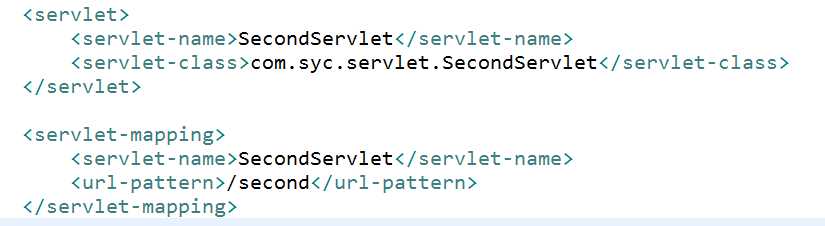 <servlet>
    <servlet-name>SecondServlet</servlet-name>
    <servlet-class>com.syc.servlet.SecondServlet</servlet-class>
</servlet>

<servlet-mapping>
    <servlet-name>SecondServlet</servlet-name>
    <url-pattern>/second</url-pattern>
</servlet-mapping>